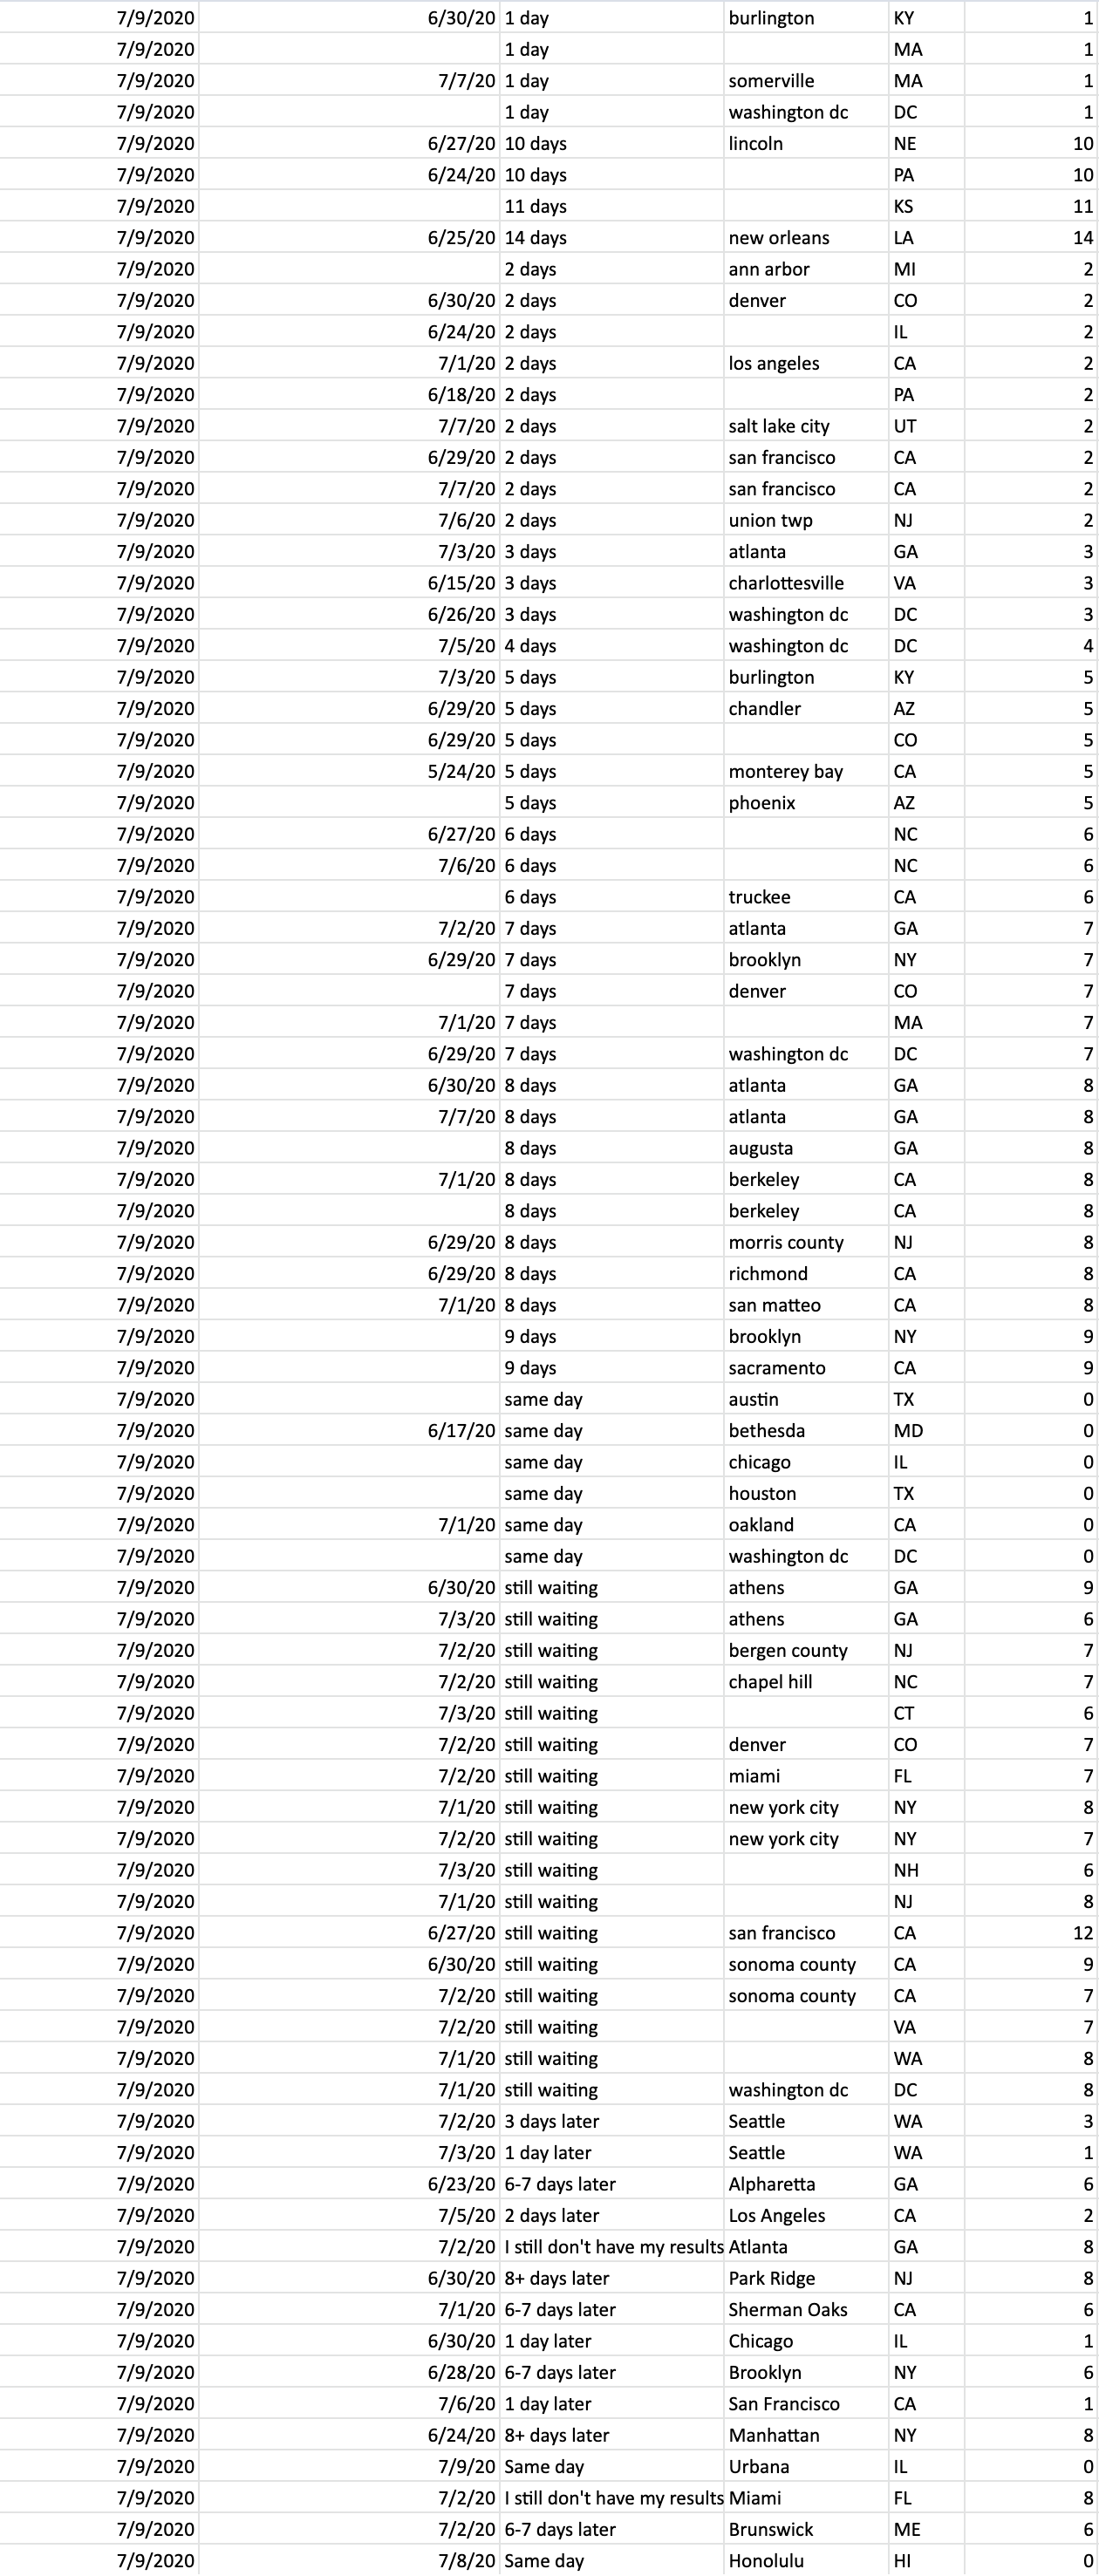 7/9/2020 6/30/20 1 day burlington KY 1
7/9/2020 1 day MA 1
7/9/2020 7/7/20 1 day somerville MA 1
7/9/2020 1 day washington dc DC 1
7/9/2020 6/27/20 10 days lincoln NE 10
7/9/2020 6/24/20 10 days PA 10
7/9/2020 11 days KS 11
7/9/2020 6/25/20 14 days new orleans LA 14
7/9/2020 2 days ann arbor MI 2
7/9/2020 6/30/20 2 days denver CO 2
7/9/2020 6/24/20 2 days IL 2
7/9/2020 7/1/20 2 days los angeles CA 2
7/9/2020 6/18/20 2 days PA 2
7/9/2020 7/7/20 2 days salt lake city UT 2
7/9/2020 6/29/20 2 days san francisco CA 2
7/9/2020 7/7/20 2 days san francisco CA 2
7/9/2020 7/6/20 2 days union twp NJ 2
7/9/2020 7/3/20 3 days atlanta GA 3
7/9/2020 6/15/20 3 days charlottesville VA 3
7/9/2020 6/26/20 3 days washington dc DC 3
7/9/2020 7/5/20 4 days washington dc DC 4
7/9/2020 7/3/20 5 days burlington KY 5
7/9/2020 6/29/20 5 days chandler AZ 5
7/9/2020 6/29/20 5 days CO 5
7/9/2020 5/24/20 5 days monterey bay CA 5
7/9/2020 5 days phoenix AZ 5
7/9/2020 6/27/20 6 days NC 6
7/9/2020 7/6/20 6 days NC 6
7/9/2020 6 days truckee CA 6
7/9/2020 7/2/20 7 days atlanta GA 7
7/9/2020 6/29/20 7 days brooklyn NY 7
7/9/2020 7 days denver CO 7
7/9/2020 7/1/20 7 days MA 7
7/9/2020 6/29/20 7 days washington dc DC 7
7/9/2020 6/30/20 8 days atlanta GA 8
7/9/2020 7/7/20 8 days atlanta GA 8
7/9/2020 8 days augusta GA 8
7/9/2020 7/1/20 8 days berkeley CA 8
7/9/2020 8 days berkeley CA 8
7/9/2020 6/29/20 8 days morris county NJ 8
7/9/2020 6/29/20 8 days richmond CA 8
7/9/2020 7/1/20 8 days san matteo CA 8
7/9/2020 9 days brooklyn NY 9
7/9/2020 9 days sacramento CA 9
7/9/2020 same day austin TX 0
7/9/2020 6/17/20 same day bethesda MD 0
7/9/2020 same day chicago IL 0
7/9/2020 same day houston TX 0
7/9/2020 7/1/20 same day oakland CA 0
7/9/2020 same day washington dc DC 0
7/9/2020 6/30/20 still waiting athens GA 9
7/9/2020 7/3/20 still waiting athens GA 6
7/9/2020 7/2/20 still waiting bergen county NJ 7
7/9/2020 7/2/20 still waiting chapel hill NC 7
7/9/2020 7/3/20 still waiting CT 6
7/9/2020 7/2/20 still waiting denver CO 7
7/9/2020 7/2/20 still waiting miami FL 7
7/9/2020 7/1/20 still waiting new york city NY 8
7/9/2020 7/2/20 still waiting new york city NY 7
7/9/2020 7/3/20 still waiting NH 6
7/9/2020 7/1/20 still waiting NJ 8
7/9/2020 6/27/20 still waiting san francisco CA 12
7/9/2020 6/30/20 still waiting sonoma county CA 9
7/9/2020 7/2/20 still waiting sonoma county CA 7
7/9/2020 7/2/20 still waiting VA 7
7/9/2020 7/1/20 still waiting WA 8
7/9/2020 7/1/20 still waiting washington dc DC 8
7/9/2020 7/2/20 3 days later Seattle WA 3
7/9/2020 7/3/20 1 day later Seattle WA 1
7/9/2020 6/23/20 6-7 days later Alpharetta GA 6
7/9/2020 7/5/20 2 days later Los Angeles CA 2
7/9/2020 7/2/20 I still don't have my results Atlanta GA 8
7/9/2020 6/30/20 8+ days later Park Ridge NJ 8
7/9/2020 7/1/20 6-7 days later Sherman Oaks CA 6
7/9/2020 6/30/20 1 day later Chicago IL 1
7/9/2020 6/28/20 6-7 days later Brooklyn NY 6
7/9/2020 7/6/20 1 day later San Francisco CA 1
7/9/2020 6/24/20 8+ days later Manhattan NY 8
7/9/2020 7/9/20 Same day Urbana IL 0
7/9/2020 7/2/20 I still don't have my results Miami FL 8
7/9/2020 7/2/20 6-7 days later Brunswick ME 6
7/9/2020 7/8/20 Same day Honolulu HI 0